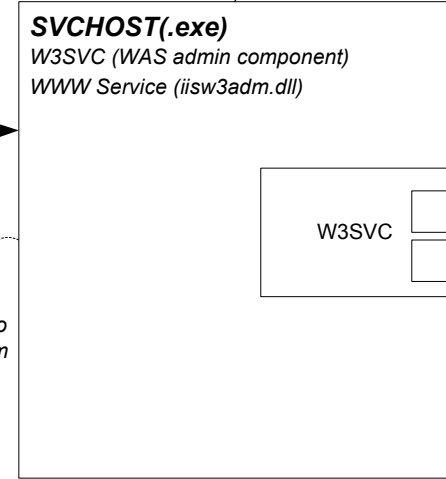 SVCHOST(.exe)
W3SVC (WAS admin component)
WWW Service (iisw3adm.dll)
W3SVC